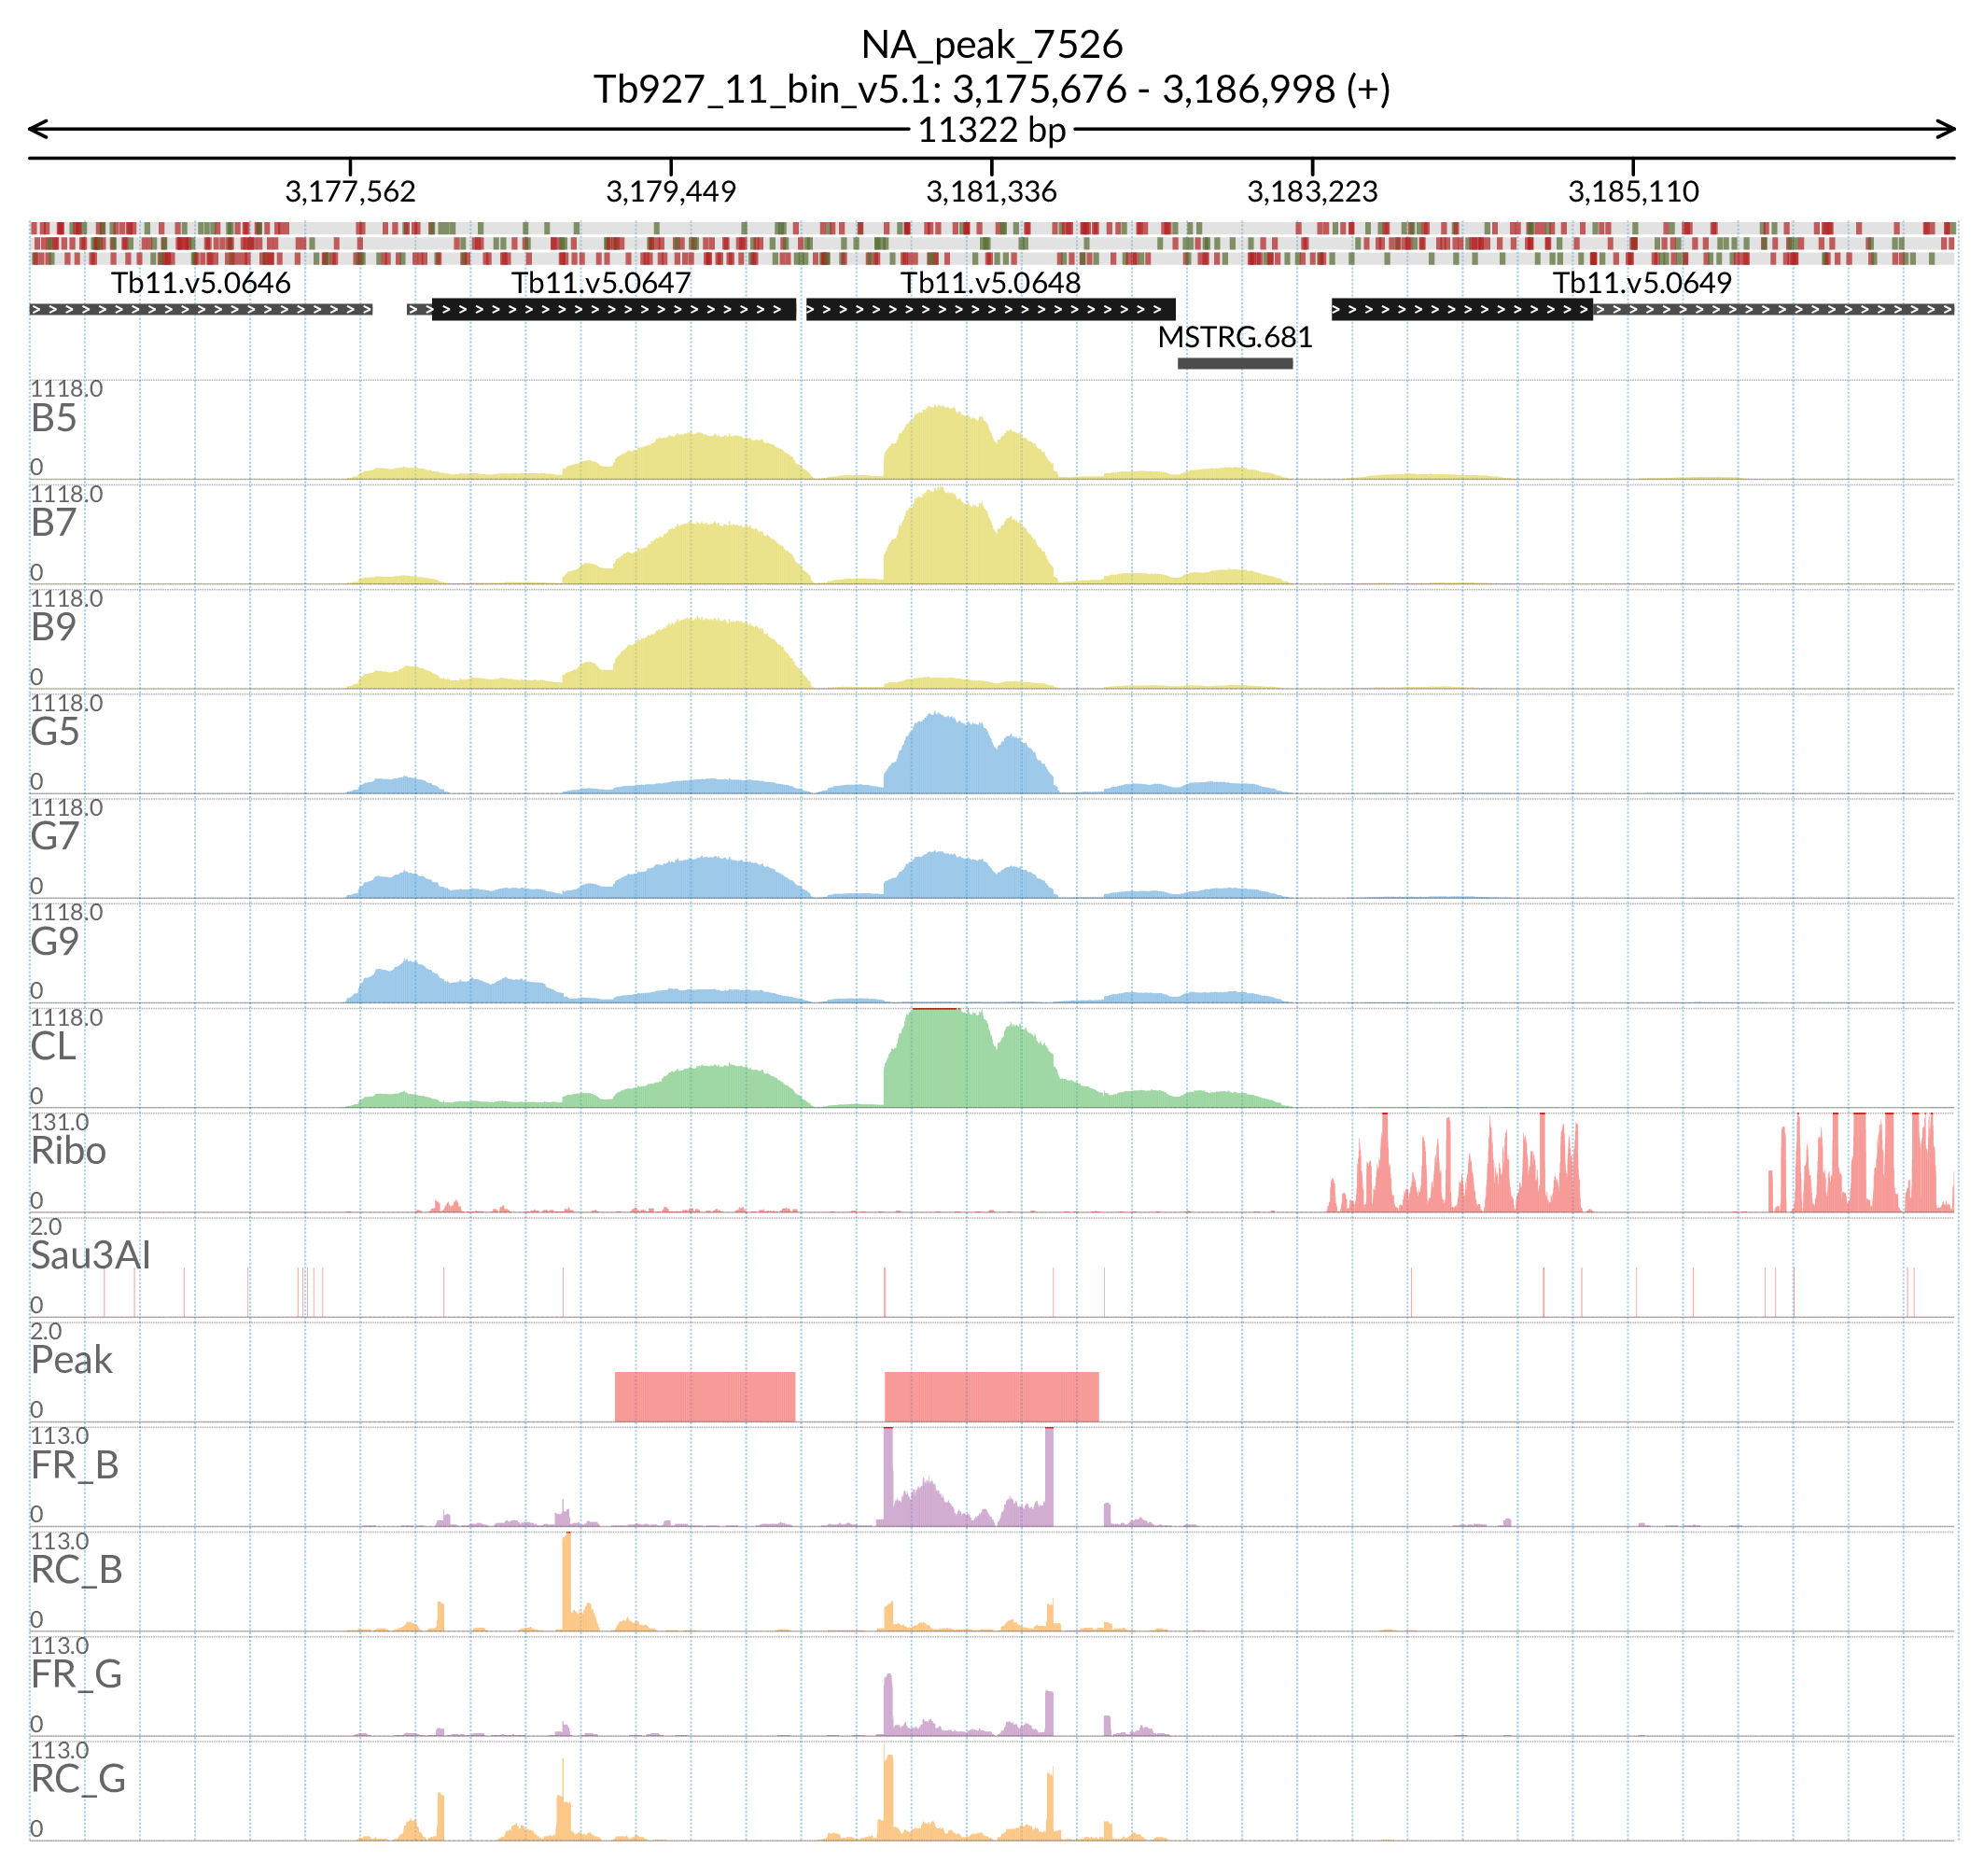 NA_peak_7526
Tb927_11_bin_v5.1: 3,175,676 - 3,186,998 (+)
11322 bp
3,177,562 3,179,449 3,181,336 3,183,223 3,185,110
Tb11.v5.0646 Tb11.v5.0647 Tb11.v5.0648 Tb11.v5.0649
MSTRG.681
1118.0
B5
0
1118.0
B7
0
1118.0
B9
0
1118.0
G5
0
1118.0
G7
0
1118.0
G9
0
1118.0
CL
0
131.0
Ribo
0
2.0
Sau3AI
0
2.0
Peak
0
113.0
FR_B
0
113.0
RC_B
0
113.0
FR_G
0
113.0
RC_G
0